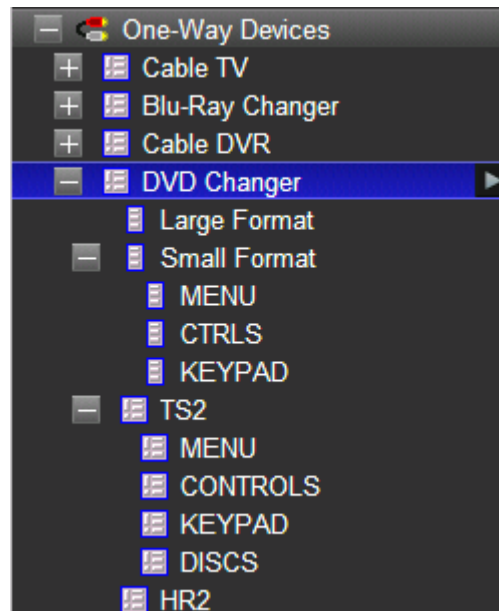 One-Way Devices
Cable TV
Blu-Ray Changer
Cable DVR
DVD Changer
Large Format
Small Format
MENU
CTRLS
KEYPAD
TS2
MENU
CONTROLS
KEYPAD
DISCS
HR2